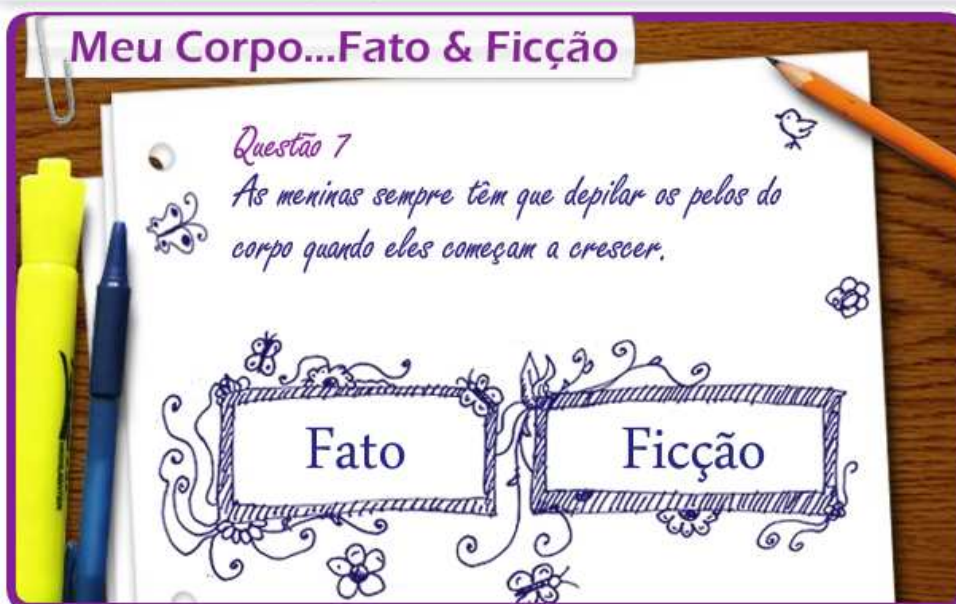 Meu Corpo...Fato & Ficção
Questão 7
As meninas sempre têm que depilar os pelos do
corpo quando eles começam a crescer.
Fato
Ficção